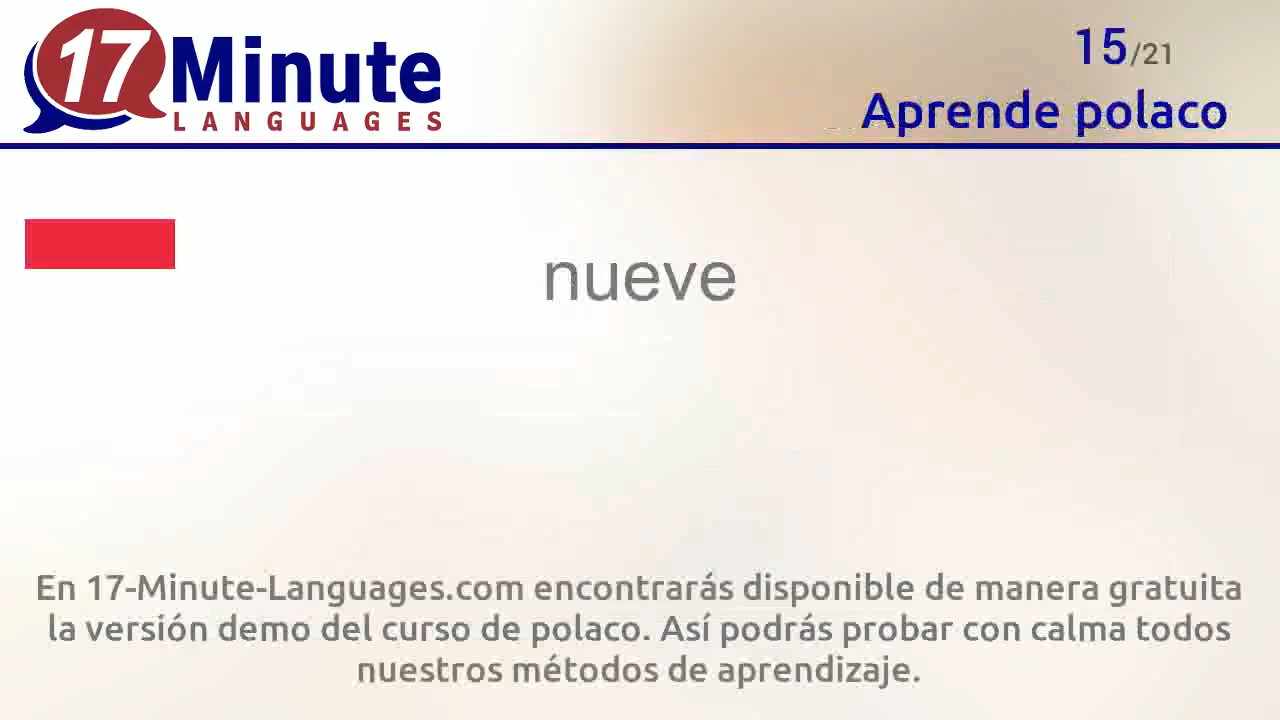 17 Minute
LANGUAGES
15/21
Aprende polaco
nueve
En 17-Minute-Languages.com encontrarás disponible de manera gratuita
la versión demo del curso de polaco. Así podrás probar con calma todos
nuestros métodos de aprendizaje.